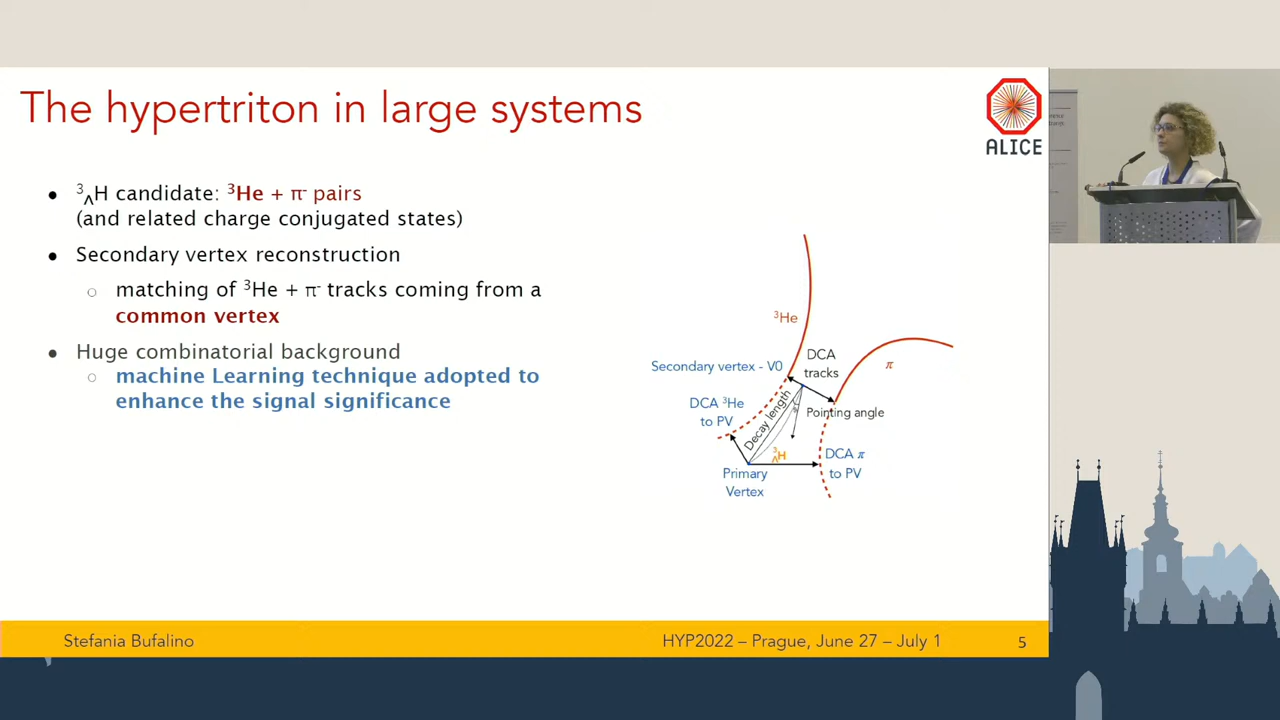 The hypertriton in large systems
ALICE
• ³ΛH candidate: ³He + π⁻ pairs
(and related charge conjugated states)
• Secondary vertex reconstruction
○ matching of ³He + π⁻ tracks coming from a
common vertex
• Huge combinatorial background
○ machine Learning technique adopted to
enhance the signal significance
³He
π
Secondary vertex - V0
DCA
tracks
DCA ³He
to PV
Decay length
Pointing angle
³ΛH
DCA π
to PV
Primary
Vertex
Stefania Bufalino
HYP2022 – Prague, June 27 – July 1
5